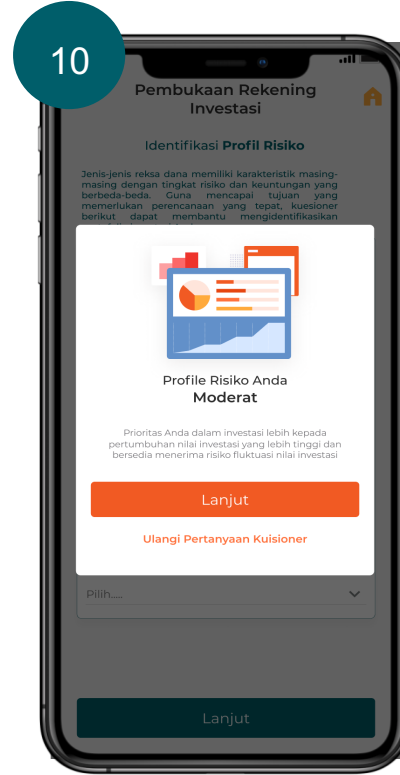 10
Pembukaan Rekening
Investasi
Identifikasi Profil Risiko
Jenis-jenis reksa dana memiliki karakteristik masing-
masing dengan tingkat risiko dan keuntungan yang
berbeda-beda. Guna mencapai tujuan yang
memerlukan perencanaan yang tepat, kuesioner
berikut dapat membantu mengidentifikasikan
Profile Risiko Anda
Moderat
Prioritas Anda dalam investasi lebih kepada
pertumbuhan nilai investasi yang lebih tinggi dan
bersedia menerima risiko fluktuasi nilai investasi
Lanjut
Ulangi Pertanyaan Kuisioner
Pilih.....
Lanjut